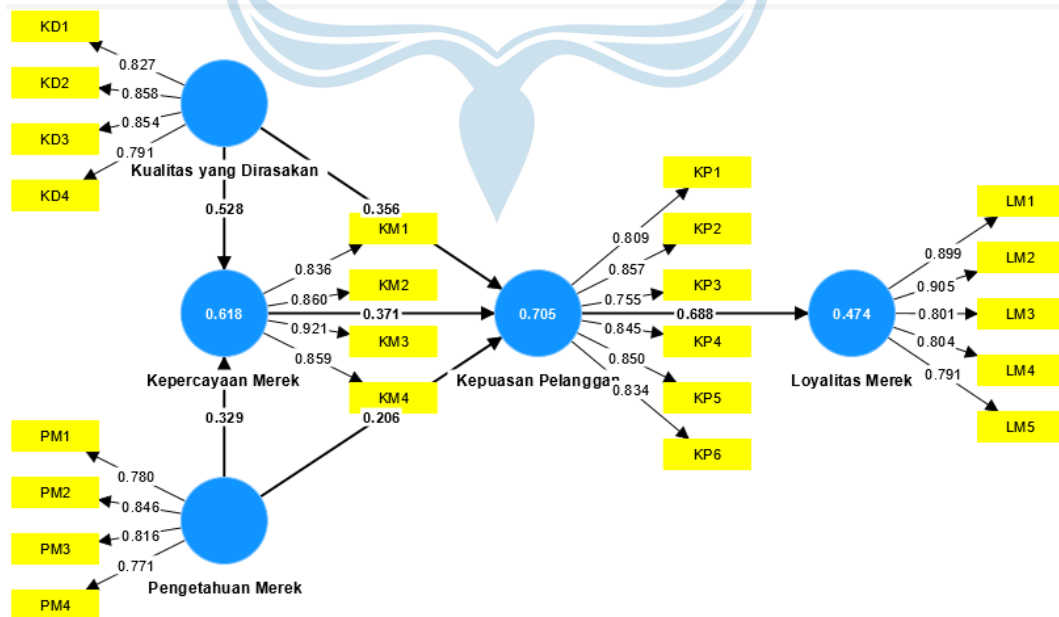 KD1
0.827
KD2
0.858
KD3
0.854
KD4
0.791
Kualitas yang Dirasakan
0.528
0.356
KM1
0.836
KM2
0.860
0.618
0.371
KM3
0.921
0.859
KM4
Kepercayaan Merek
0.329
0.206
PM1
0.780
PM2
0.846
PM3
0.816
PM4
0.771
Pengetahuan Merek
KP1
0.809
KP2
0.857
KP3
0.755
0.705
0.688
KP4
0.845
KP5
0.850
KP6
0.834
Kepuasan Pelanggan
LM1
0.899
LM2
0.905
LM3
0.801
0.474
LM4
0.804
LM5
0.791
Loyalitas Merek